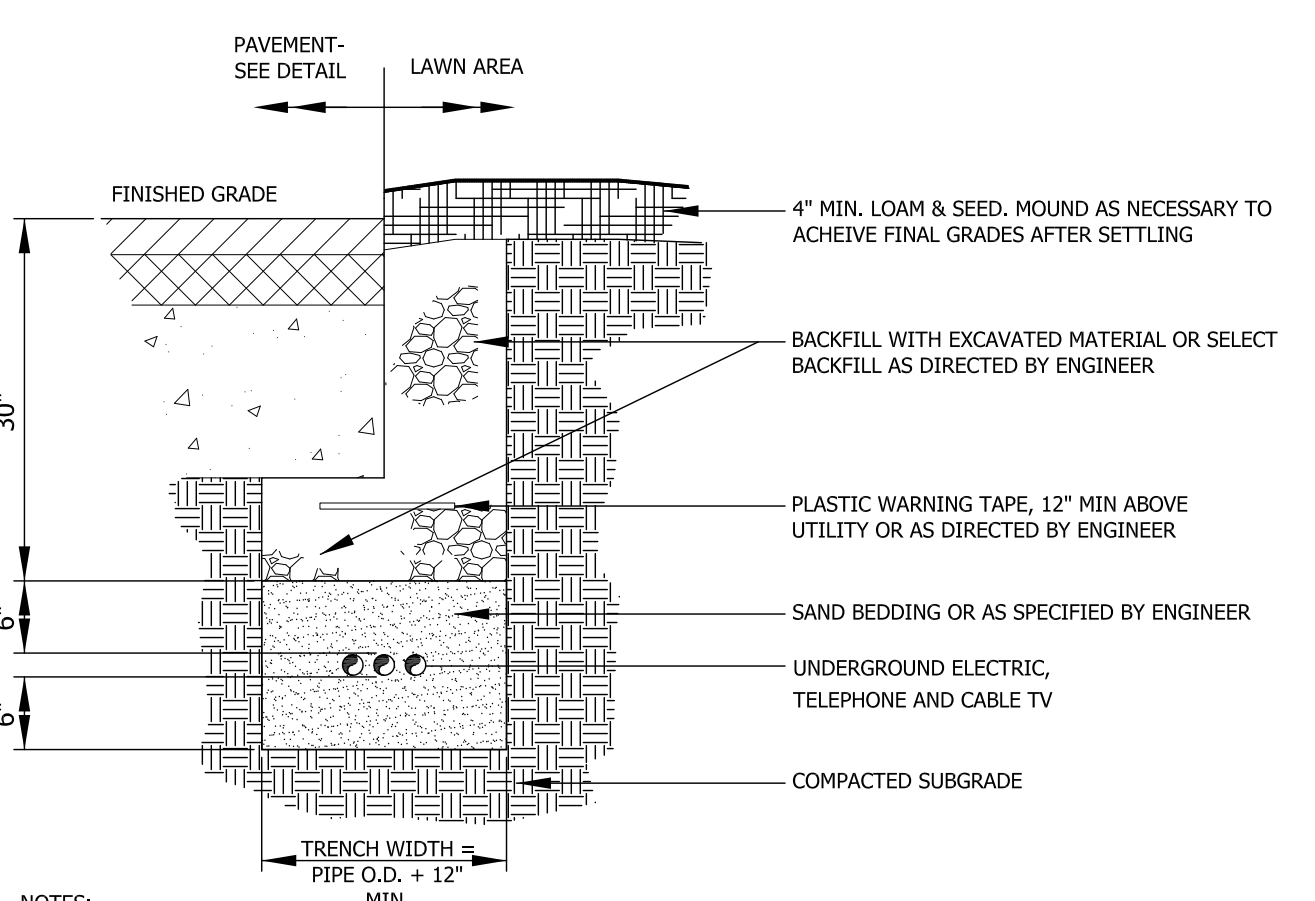 PAVEMENT-
SEE DETAIL
LAWN AREA
FINISHED GRADE
4" MIN. LOAM & SEED. MOUND AS NECESSARY TO
ACHEIVE FINAL GRADES AFTER SETTLING
BACKFILL WITH EXCAVATED MATERIAL OR SELECT
BACKFILL AS DIRECTED BY ENGINEER
30"
PLASTIC WARNING TAPE, 12" MIN ABOVE
UTILITY OR AS DIRECTED BY ENGINEER
6"
SAND BEDDING OR AS SPECIFIED BY ENGINEER
UNDERGROUND ELECTRIC,
TELEPHONE AND CABLE TV
6"
COMPACTED SUBGRADE
TRENCH WIDTH =
PIPE O.D. + 12"
MIN
NOTES: